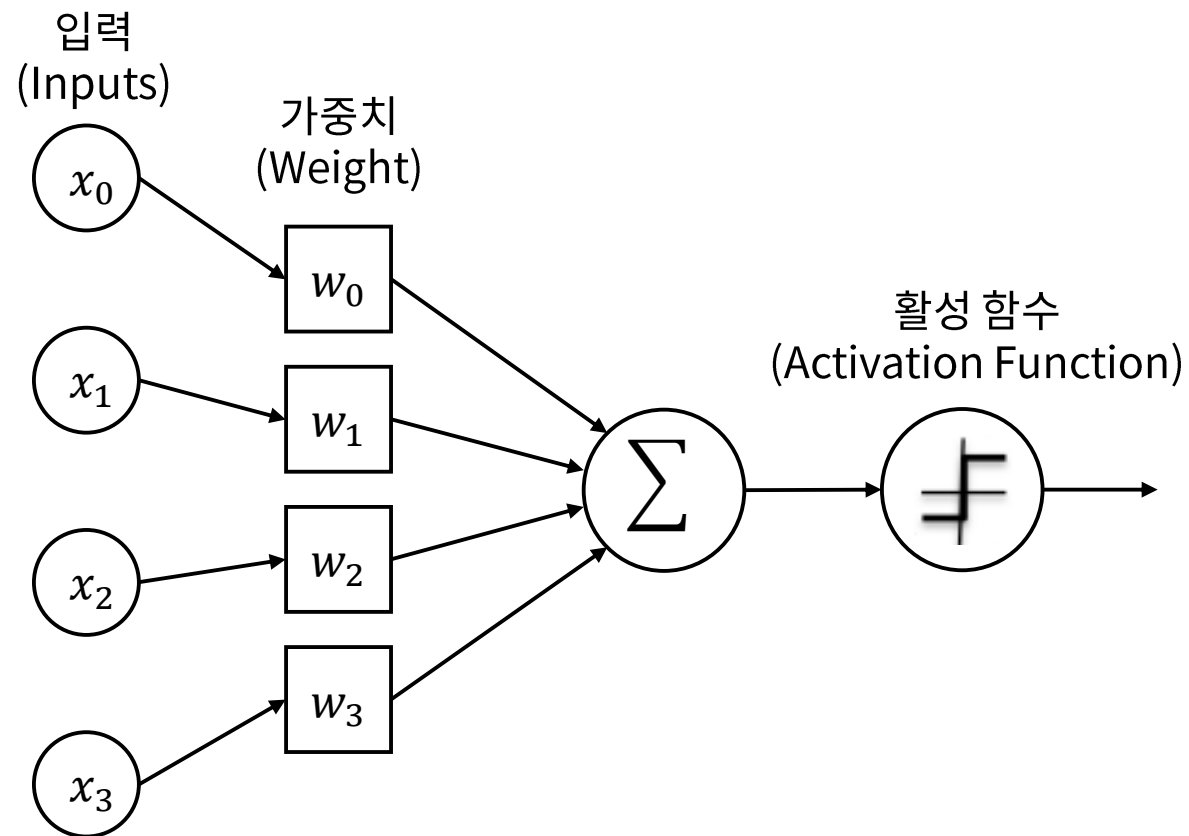 입력
(Inputs)
가중치
(Weight)
x₀
w₀
x₁
w₁
x₂
w₂
x₃
w₃
∑
활성 함수
(Activation Function)